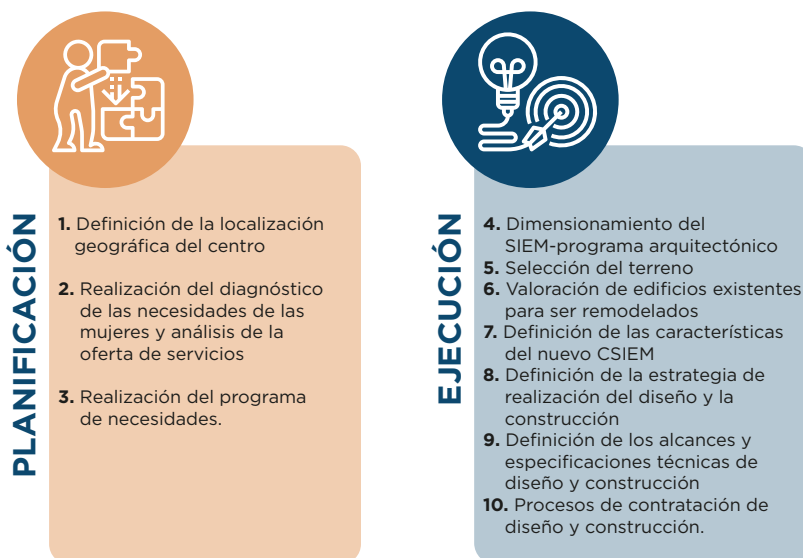 PLANIFICACIÓN
1. Definición de la localización
geográfica del centro
2. Realización del diagnóstico
de las necesidades de las
mujeres y análisis de la
oferta de servicios
3. Realización del programa
de necesidades.
EJECUCIÓN
4. Dimensionamiento del
SIEM-programa arquitectónico
5. Selección del terreno
6. Valoración de edificios existentes
para ser remodelados
7. Definición de las características
del nuevo CSIEM
8. Definición de la estrategia de
realización del diseño y la
construcción
9. Definición de los alcances y
especificaciones técnicas de
diseño y construcción
10. Procesos de contratación de
diseño y construcción.